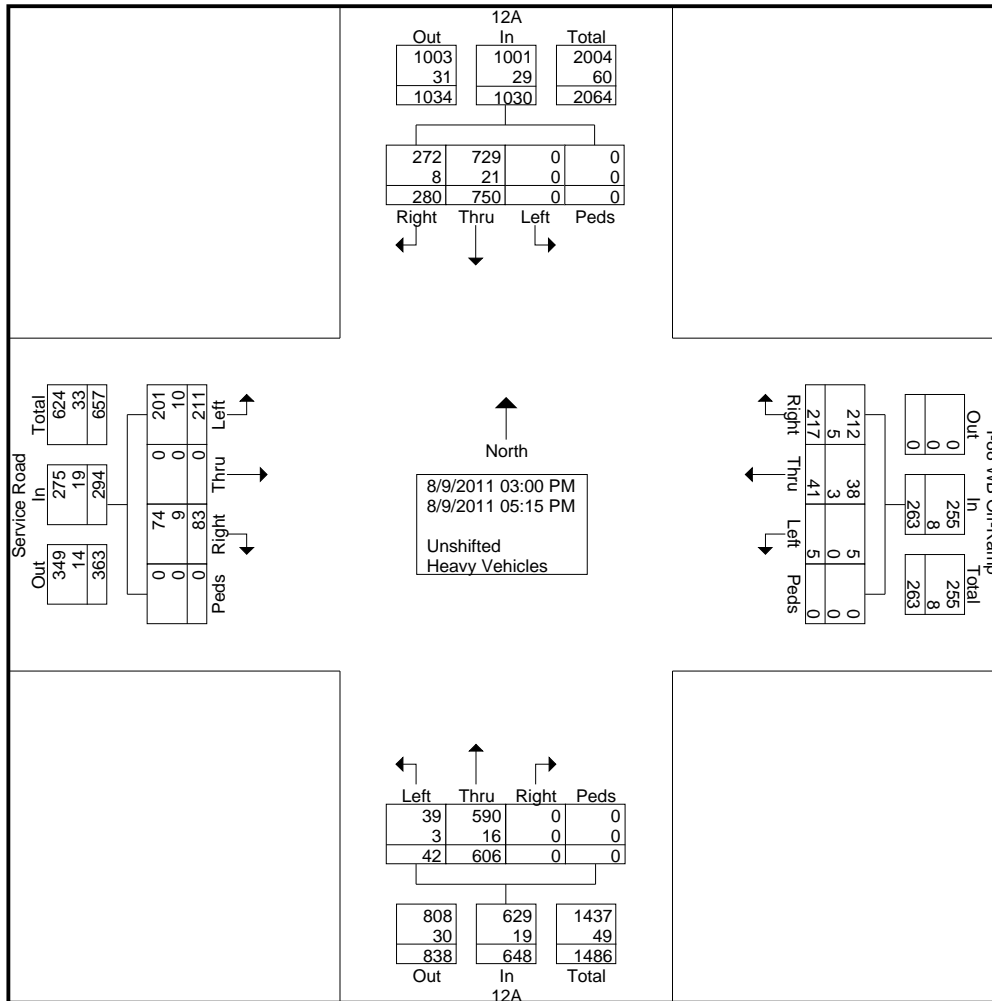 12A
Out In Total
1003 1001 2004
31 29 60
1034 1030 2064
272 729 0 0
8 21 0 0
280 750 0 0
Right Thru Left Peds
Service Road
Total In Out
624 275 349
33 19 14
657 294 363
201 0 74 0
10 0 9 0
211 0 83 0
Left Thru Right Peds
North
8/9/2011 03:00 PM
8/9/2011 05:15 PM
Unshifted
Heavy Vehicles
WB Off-Ramp
Out In Total
0 255 255
0 8 8
0 263 263
212 38 5 0
5 3 0 0
217 41 5 0
Right Thru Left Peds
Left Thru Right Peds
39 590 0 0
3 16 0 0
42 606 0 0
808 629 1437
30 19 49
838 648 1486
Out In Total
12A